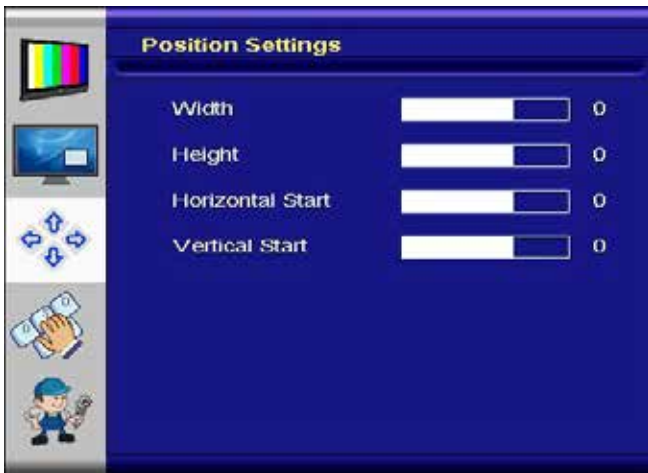 Position Settings
Width 0
Height 0
Horizontal Start 0
Vertical Start 0